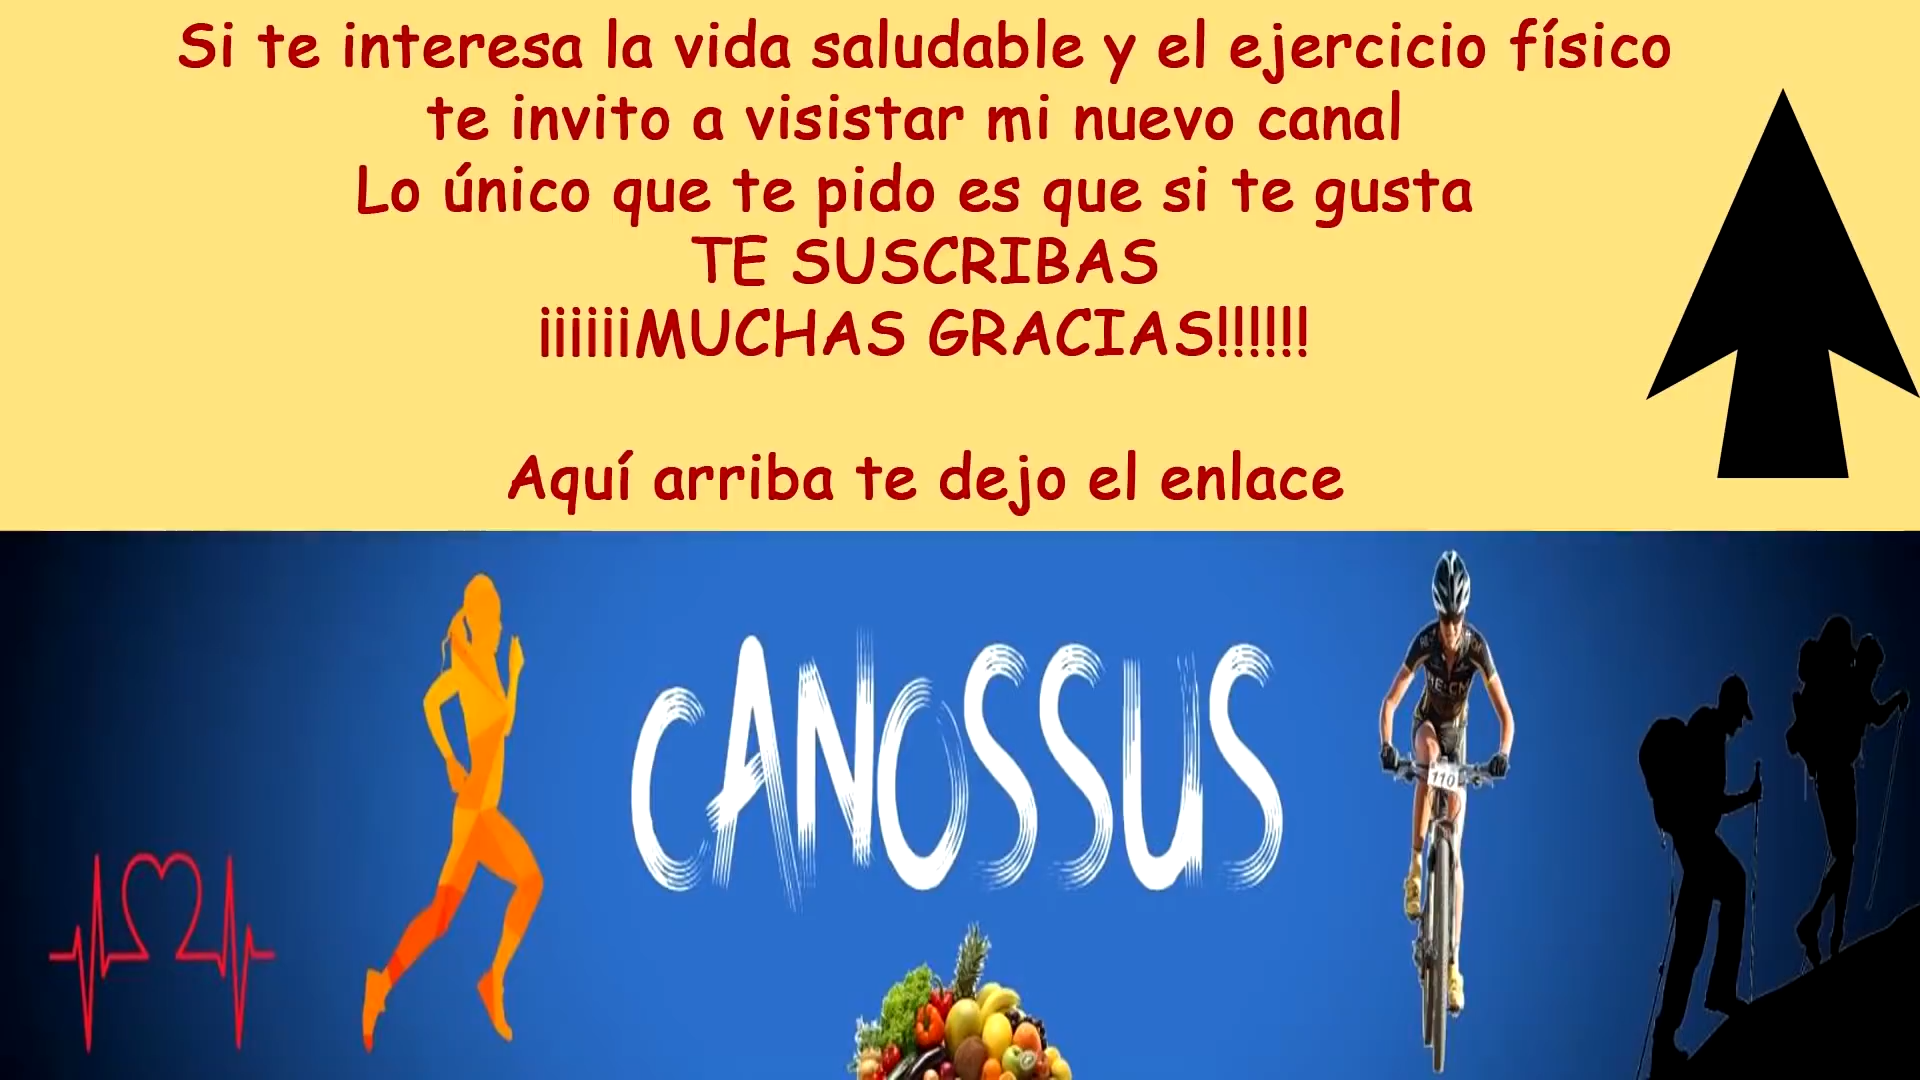 Si te interesa la vida saludable y el ejercicio físico
te invito a visistar mi nuevo canal
Lo único que te pido es que si te gusta
TE SUSCRIBAS
¡¡¡¡¡¡MUCHAS GRACIAS!!!!!!
Aquí arriba te dejo el enlace
CANOSSUS
110